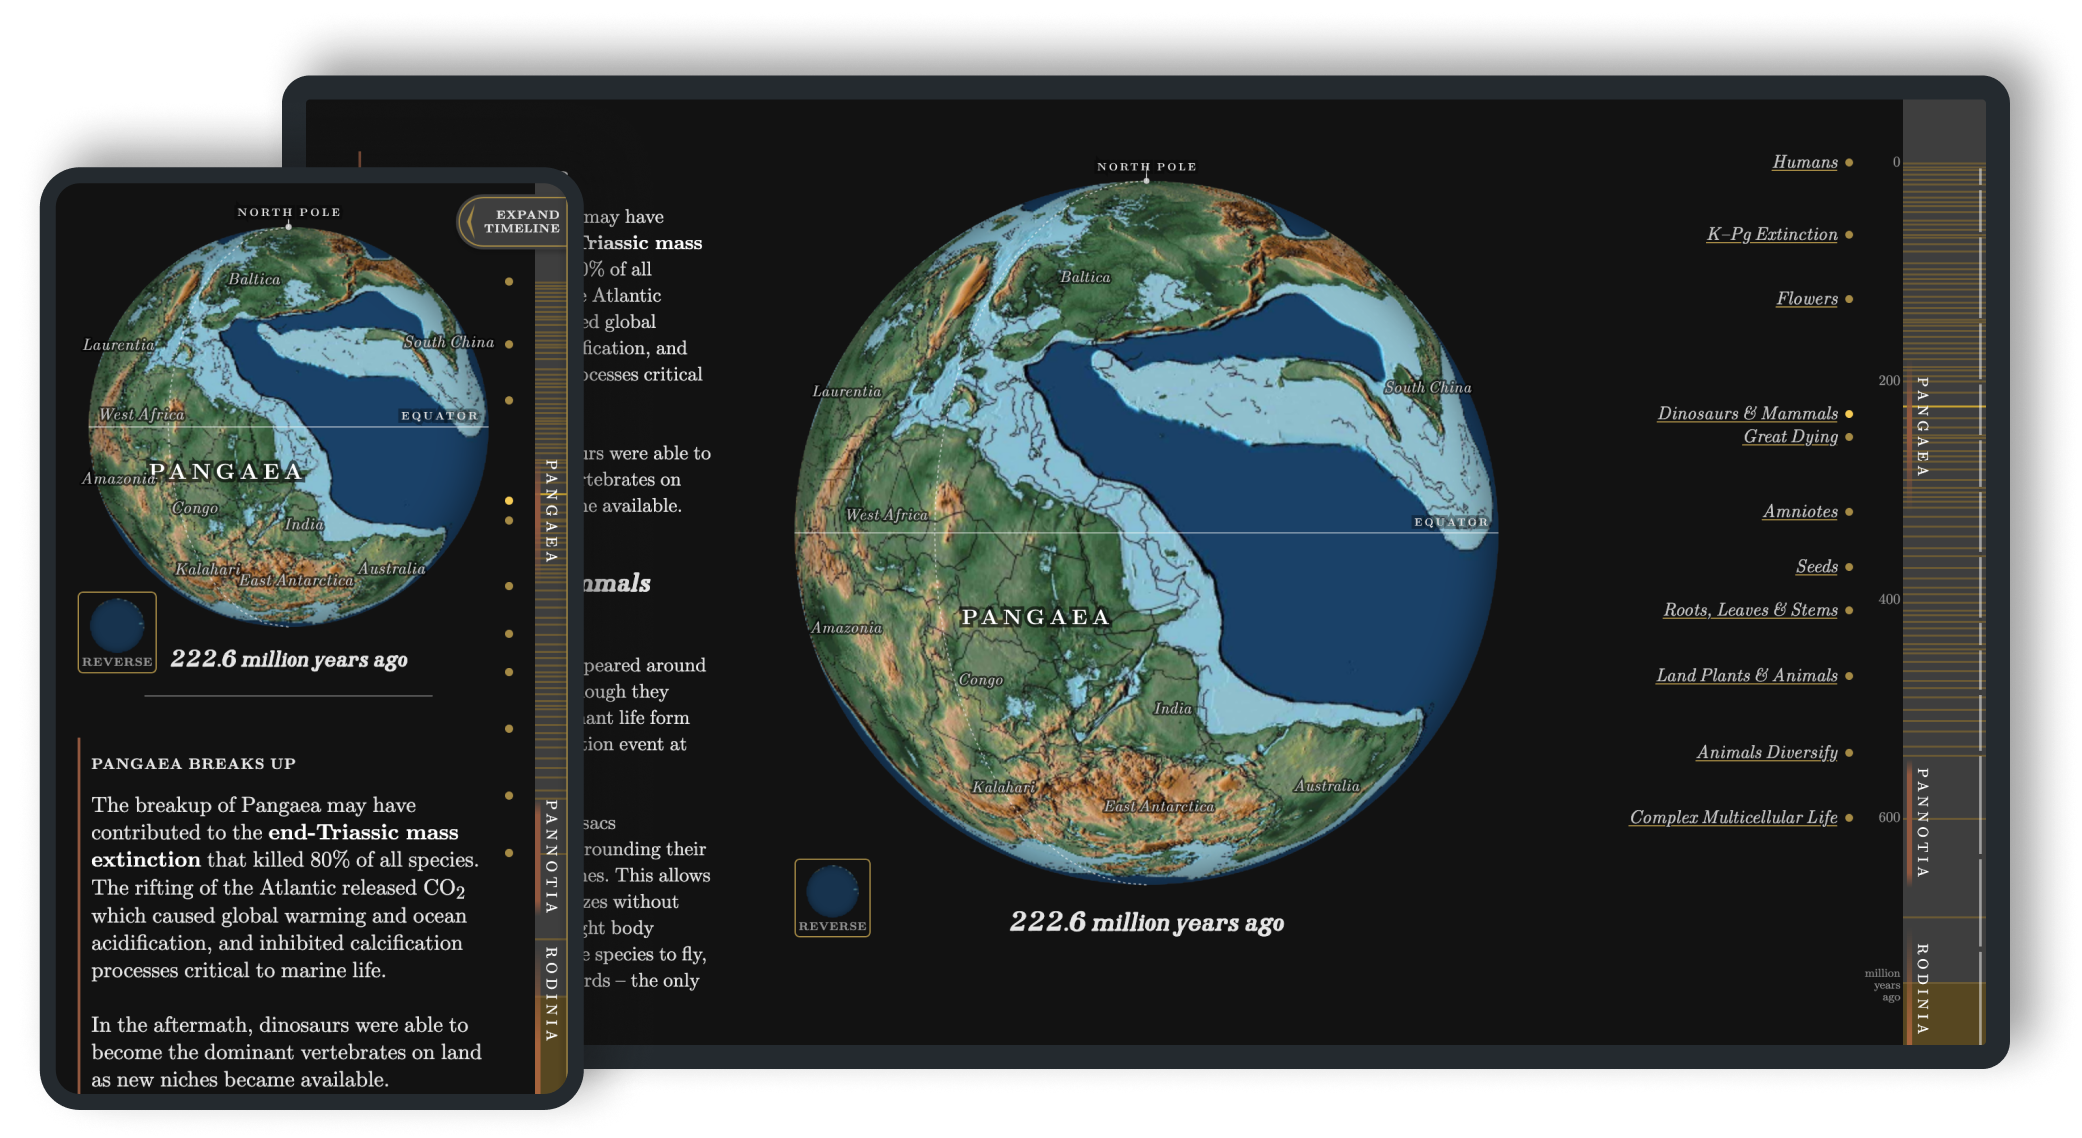 NORTH POLE
EXPAND
TIMELINE
Baltica
Laurentia
South China
West Africa
EQUATOR
PANGAEA
Amazonia
Congo
India
Kalahari
East Antarctica
Australia
REVERSE
222.6 million years ago
PANGAEA BREAKS UP
The breakup of Pangaea may have
contributed to the end-Triassic mass
extinction that killed 80% of all species.
The rifting of the Atlantic released CO₂
which caused global warming and ocean
acidification, and inhibited calcification
processes critical to marine life.
In the aftermath, dinosaurs were able to
become the dominant vertebrates on land
as new niches became available.
PANGAEA
PANNOTIA
RODINIA
may have
Triassic mass
0% of all
Atlantic
ed global
fication, and
ocesses critical
urs were able to
rtebrates on
ne available.
mmals
peared around
ough they
nant life form
tion event at
sacs
rounding their
nes. This allows
zes without
ght body
e species to fly,
rds – the only
NORTH POLE
Baltica
Laurentia
South China
West Africa
EQUATOR
PANGAEA
Amazonia
Congo
India
Kalahari
East Antarctica
Australia
REVERSE
222.6 million years ago
Humans
0
K–Pg Extinction
Flowers
200
Dinosaurs & Mammals
Great Dying
Amniotes
Seeds
400
Roots, Leaves & Stems
Land Plants & Animals
Animals Diversify
Complex Multicellular Life
600
million
years
ago
PANGAEA
PANNOTIA
RODINIA